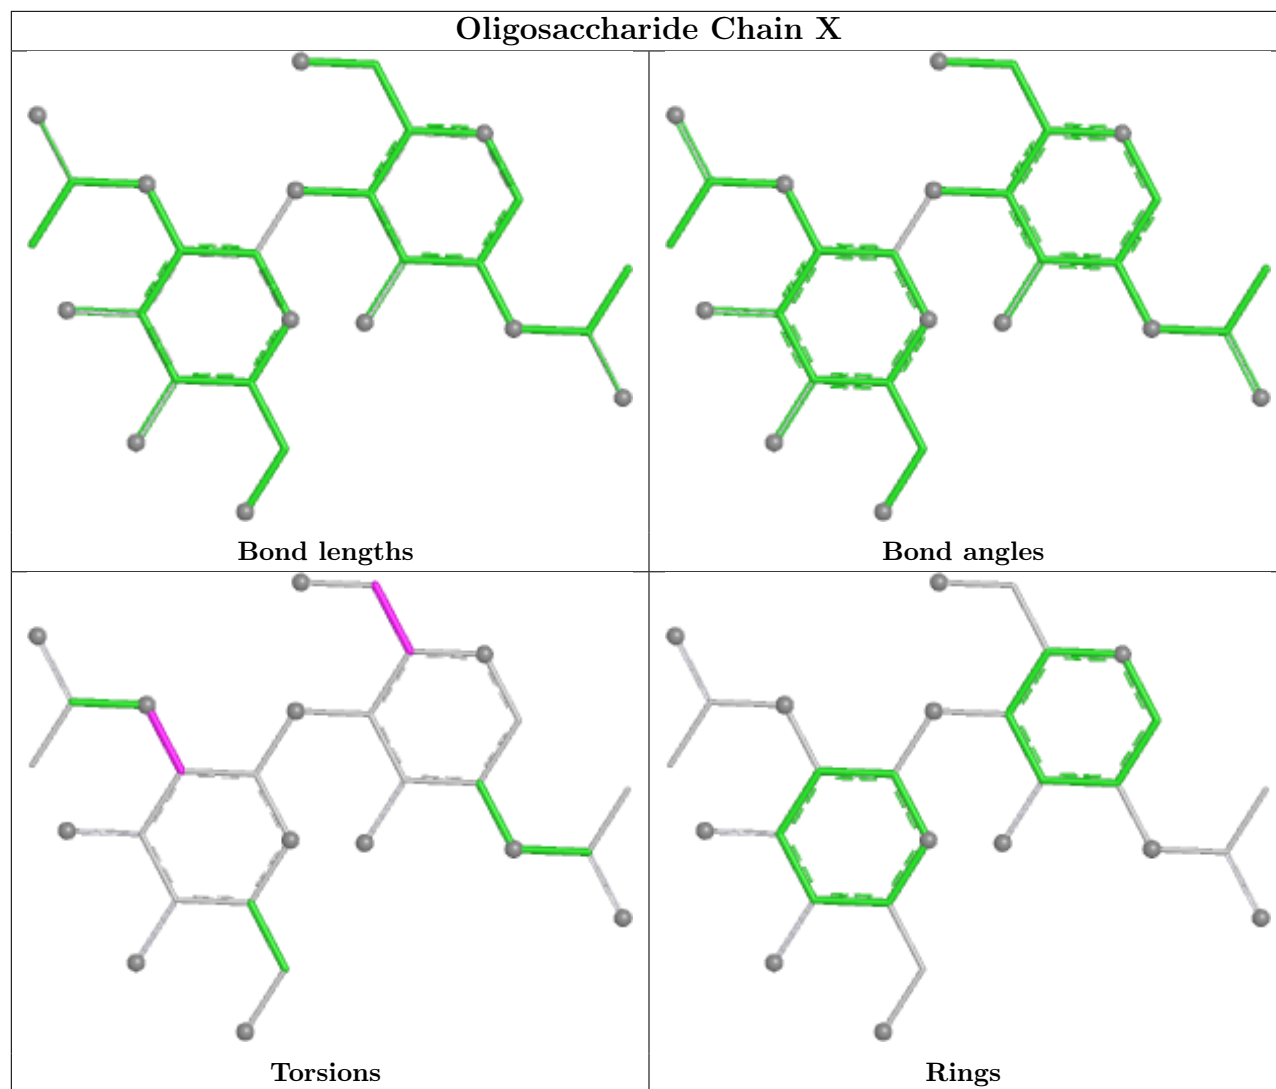 Oligosaccharide Chain X
Bond lengths
Bond angles
Torsions
Rings